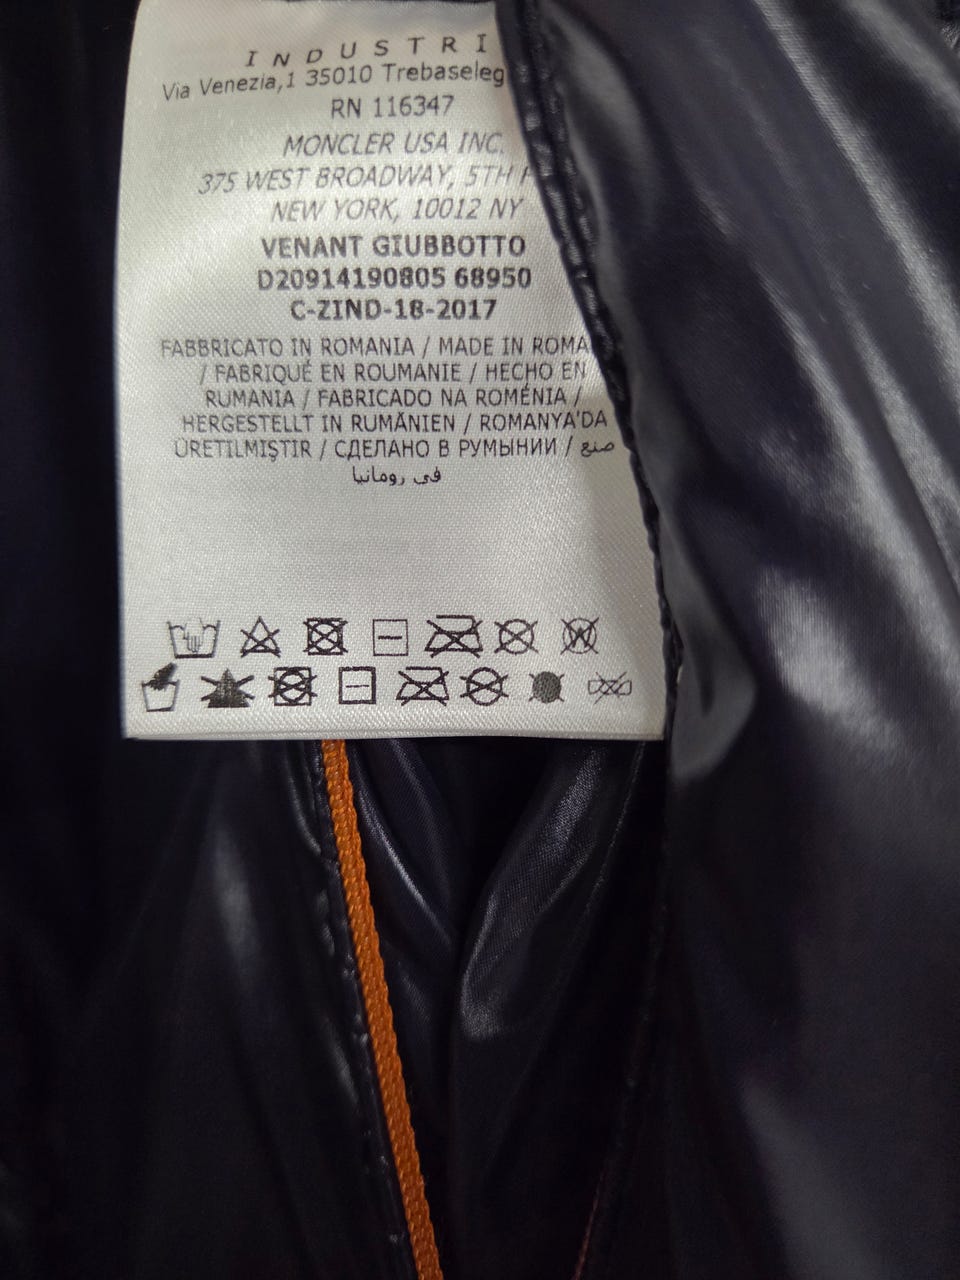 INDUSTRI
Via Venezia,1 35010 Trebaseleg
RN 116347
MONCLER USA INC.
375 WEST BROADWAY, 5TH F
NEW YORK, 10012 NY
VENANT GIUBBOTTO
D20914190805 68950
C-ZIND-18-2017
FABBRICATO IN ROMANIA / MADE IN ROMA
/ FABRIQUÉ EN ROUMANIE / HECHO EN
RUMANIA / FABRICADO NA ROMÉNIA /
HERGESTELLT IN RUMÄNIEN / ROMANYA'DA
ÜRETILMIŞTIR / СДЕЛАНО В РУМЫНИИ / صنع
في رومانيا
W